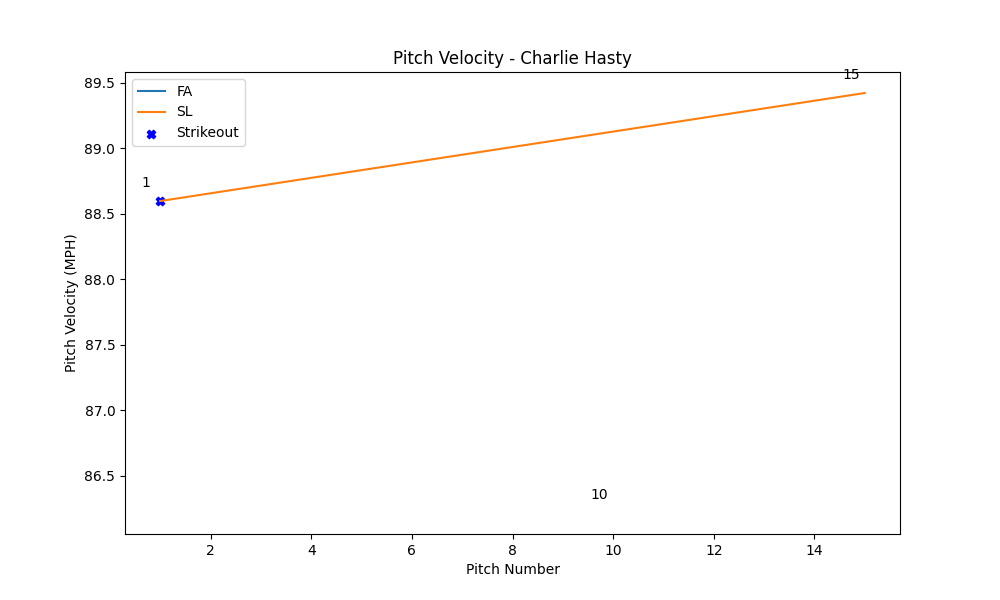 Pitch Velocity - Charlie Hasty
15
89.5
FA
SL
Strikeout
89.0
1
88.5
88.0
87.5
87.0
86.5
10
Pitch Velocity (MPH)
2 4 6 8 10 12 14
Pitch Number